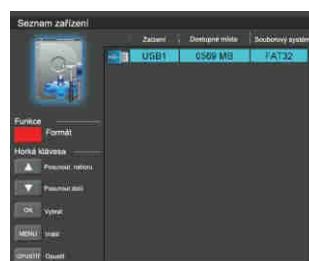 Seznam zařízení
Zařízení Dostupné místo Souborový systém
USB1 0569 MB FAT32
Funkce
Formát
Horká klávesa
Posunout nahoru
Posunout dolů
OK Vybrat
MENU Vrátit
OPUSTIT Opustit